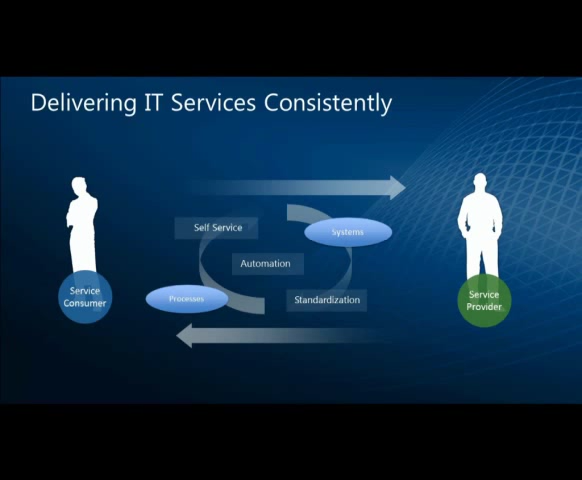 Delivering IT Services Consistently
Self Service
Systems
Automation
Service
Consumer
Processes
Standardization
Service
Provider